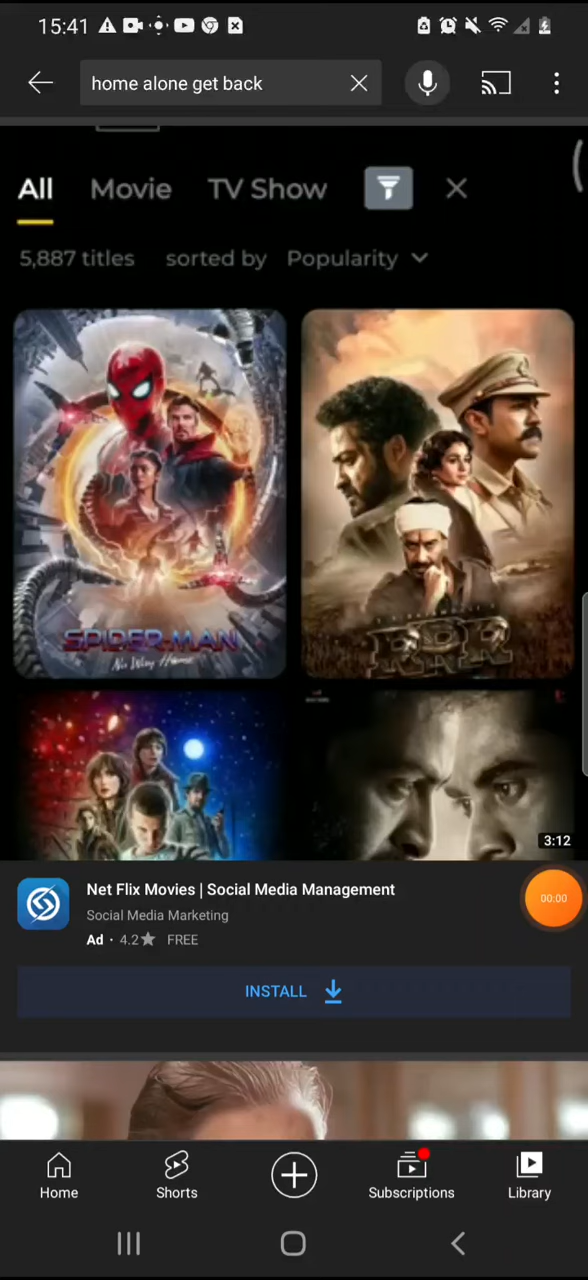 15:41
home alone get back
All Movie TV Show
5,887 titles sorted by Popularity
SPIDER-MAN
No Way Home
RRR
3:12
Net Flix Movies | Social Media Management
Social Media Marketing
Ad · 4.2★ FREE
00:00
INSTALL
Home Shorts Subscriptions Library